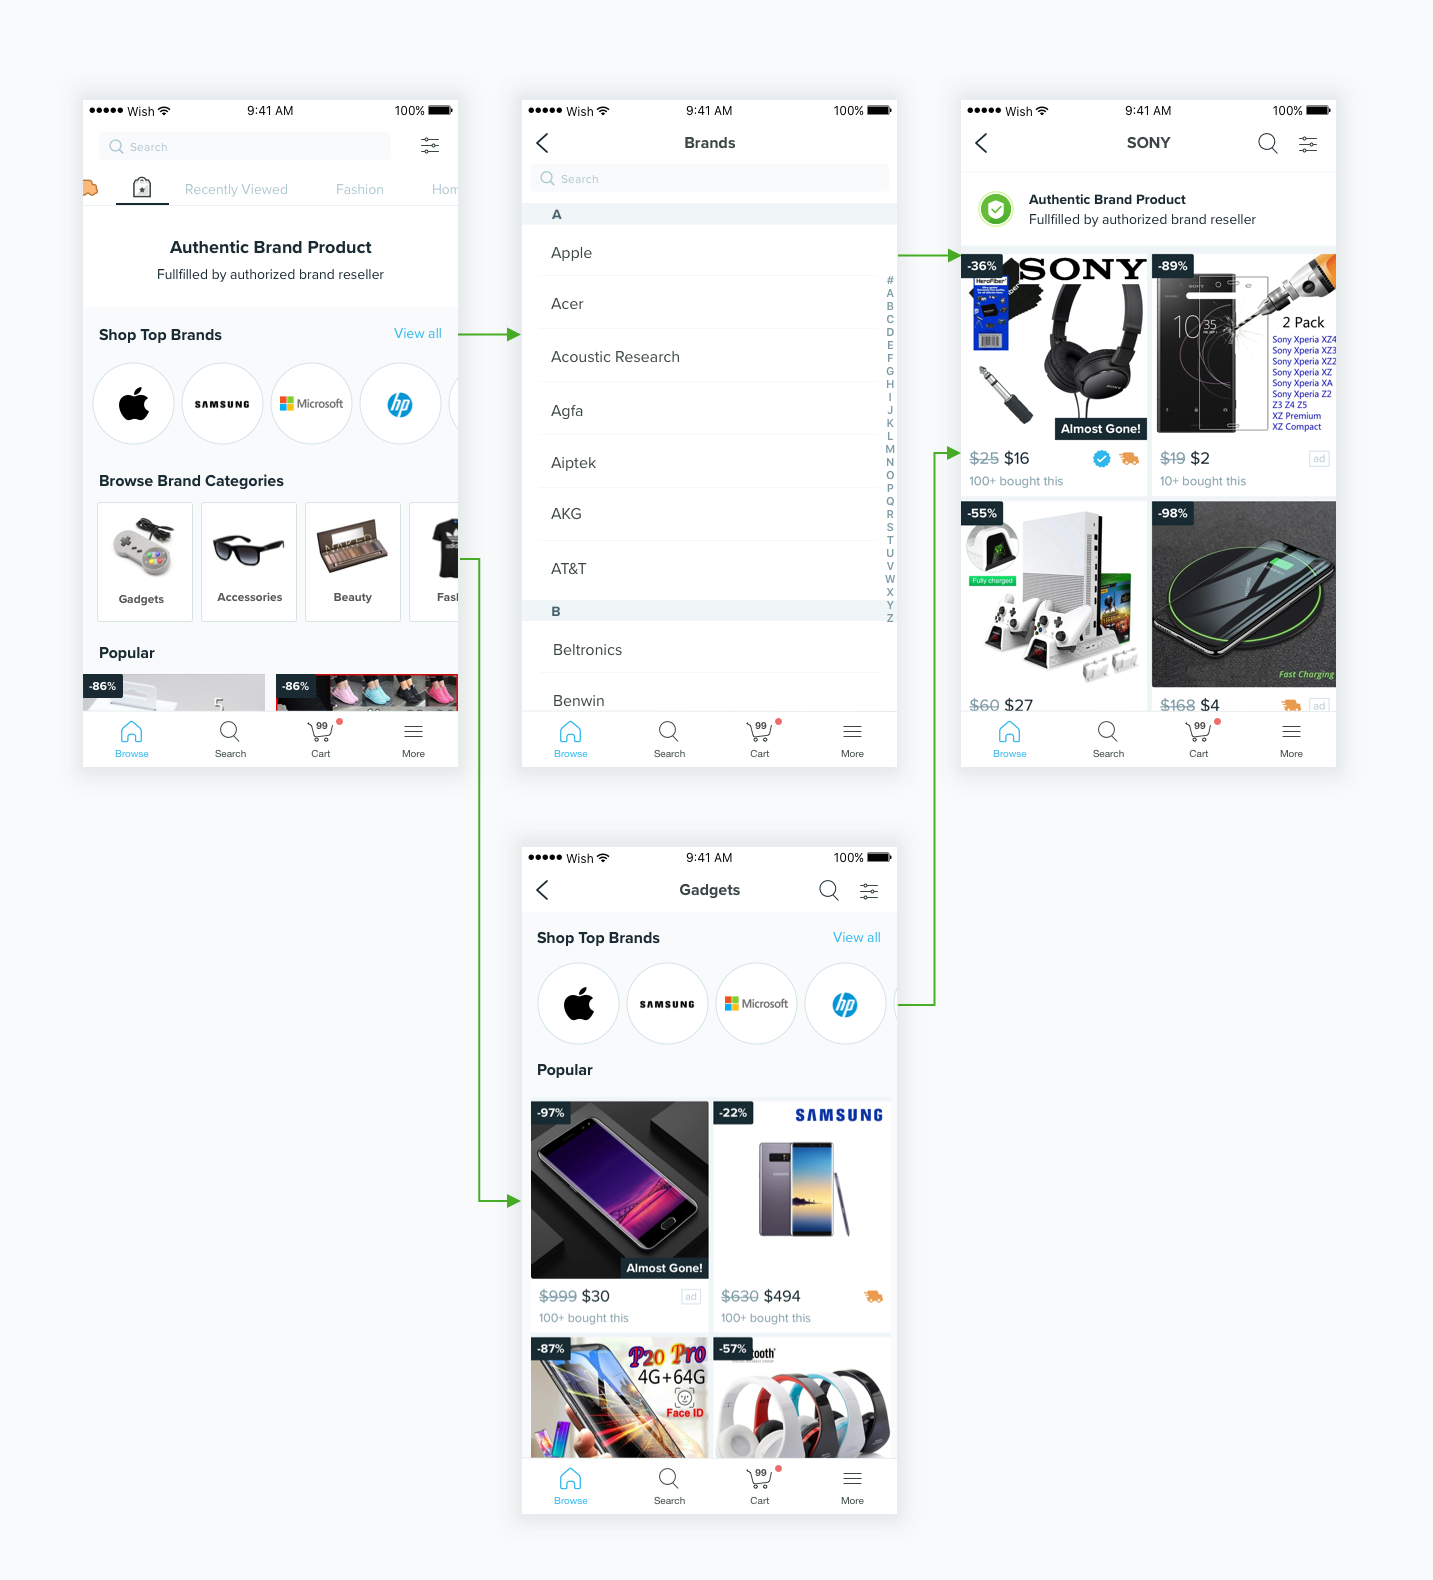 Wish 9:41 AM 100%
Search
Recently Viewed Fashion Hom
Authentic Brand Product
Fullfilled by authorized brand reseller
Shop Top Brands View all
SAMSUNG Microsoft hp
Browse Brand Categories
NAKED
adidas
Gadgets Accessories Beauty Fasl
Popular
-86% 5 -86%
Browse Search 99 Cart More
Wish 9:41 AM 100%
Brands
Search
A
Apple
Acer
Acoustic Research
Agfa
Aiptek
AKG
AT&T
B
Beltronics
Benwin
#
A
B
C
D
E
F
G
H
I
J
K
L
M
N
O
P
Q
R
S
T
U
V
W
X
Y
Z
Browse Search 99 Cart More
Wish 9:41 AM 100%
SONY
Authentic Brand Product
Fullfilled by authorized brand reseller
-36% SONY
HeroFiber
Almost Gone!
$25 $16
100+ bought this
-89%
SONY
10:35
2 Pack
Sony Xperia XZ4
Sony Xperia XZ3
Sony Xperia XZ2
Sony Xperia XZ
Sony Xperia XA
Sony Xperia Z2
Z3 Z4 Z5
XZ Premium
XZ Compact
$19 $2 ad
10+ bought this
-55%
Fully charged
$60 $27
-98%
Fast Charging
$168 $4 ad
Browse Search 99 Cart More
Wish 9:41 AM 100%
Gadgets
Shop Top Brands View all
SAMSUNG Microsoft hp
Popular
-97%
Almost Gone!
$999 $30 ad
100+ bought this
-22% SAMSUNG
$630 $494
100+ bought this
-87% P20 Pro
4G+64G
Face ID
-57% tooth®
Browse Search 99 Cart More